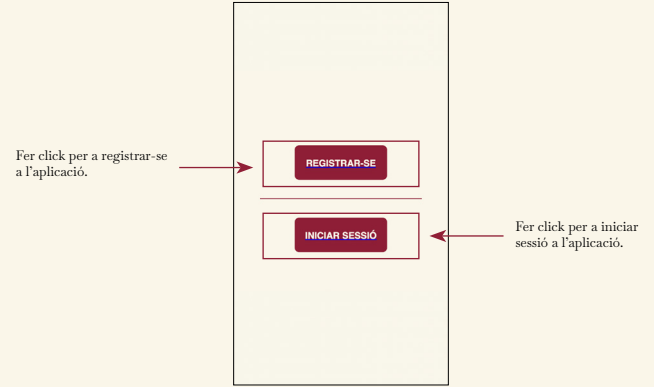 Fer click per a registrar-se
a l’aplicació.
REGISTRAR-SE
INICIAR SESSIÓ
Fer click per a iniciar
sessió a l’aplicació.